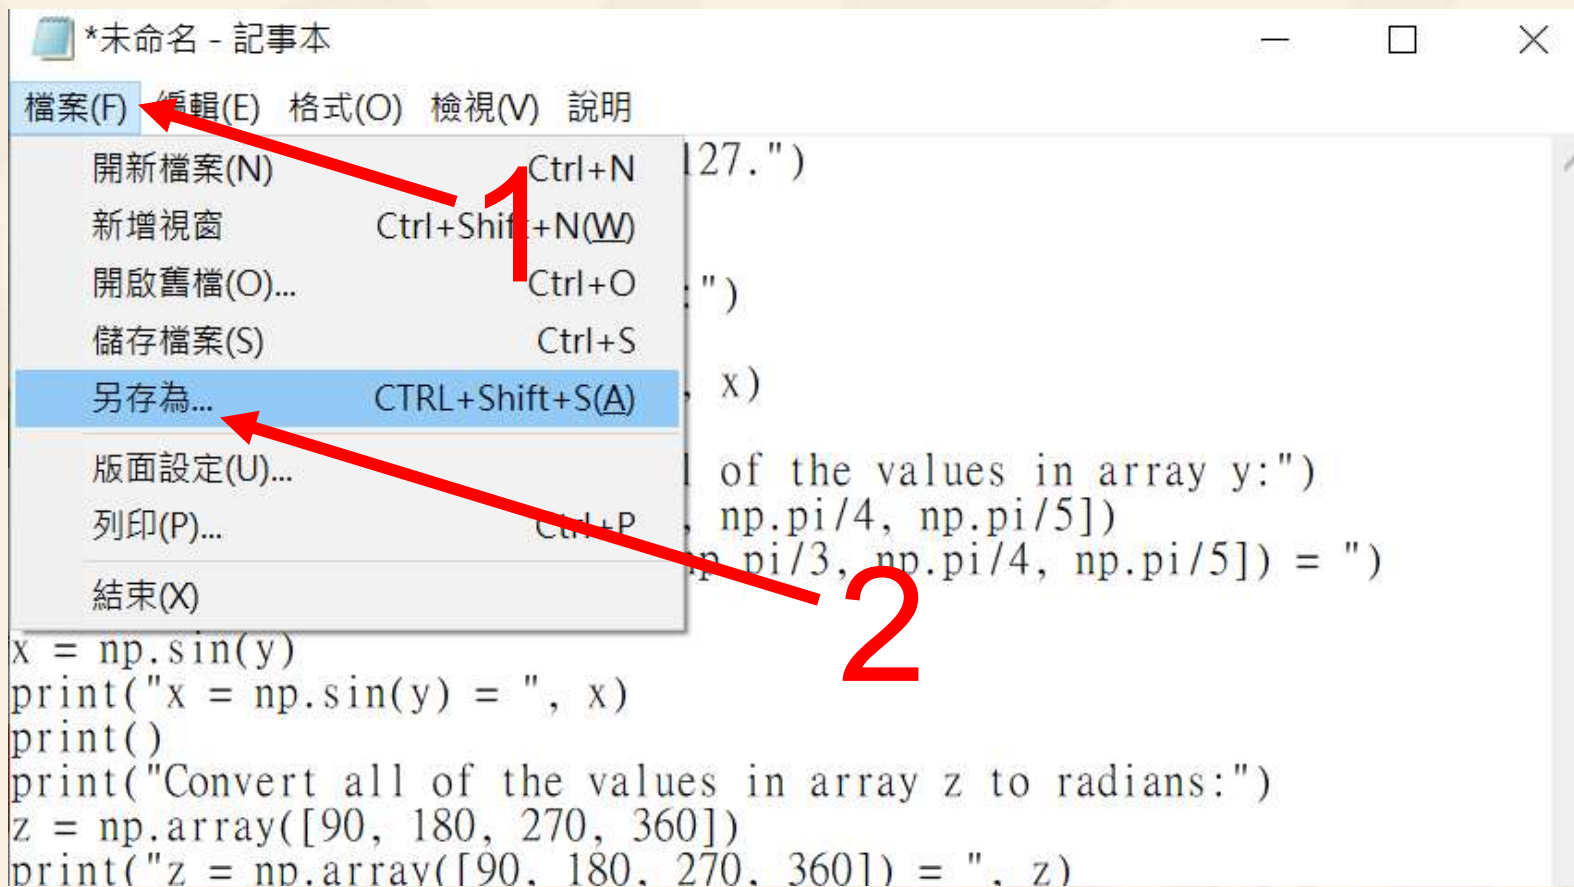 *未命名 - 記事本
檔案(F) 編輯(E) 格式(O) 檢視(V) 說明
開新檔案(N) Ctrl+N
新增視窗 Ctrl+Shift+N(W)
開啟舊檔(O)... Ctrl+O
儲存檔案(S) Ctrl+S
另存為... CTRL+Shift+S(A)
版面設定(U)...
列印(P)... Ctrl+P
結束(X)
1
2
127.")
:")
, x)
l of the values in array y:")
, np.pi/4, np.pi/5])
np.pi/3, np.pi/4, np.pi/5]) = ")
x = np.sin(y)
print("x = np.sin(y) = ", x)
print()
print("Convert all of the values in array z to radians:")
z = np.array([90, 180, 270, 360])
print("z = np.array([90, 180, 270, 360]) = ", z)